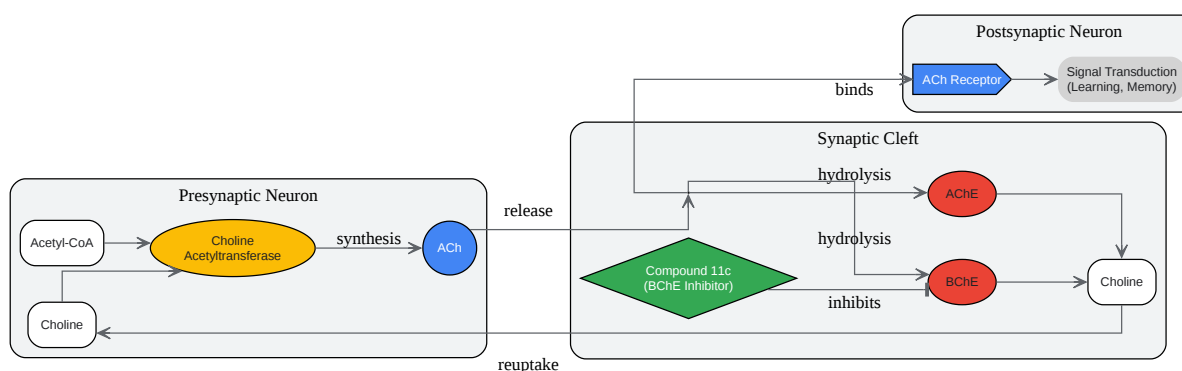 Postsynaptic Neuron
ACh Receptor
Signal Transduction
(Learning, Memory)
binds
Synaptic Cleft
hydrolysis
AChE
Presynaptic Neuron
release
Acetyl-CoA
Choline
Acetyltransferase
synthesis
ACh
hydrolysis
Compound 11c
(BChE Inhibitor)
inhibits
BChE
Choline
Choline
reuptake